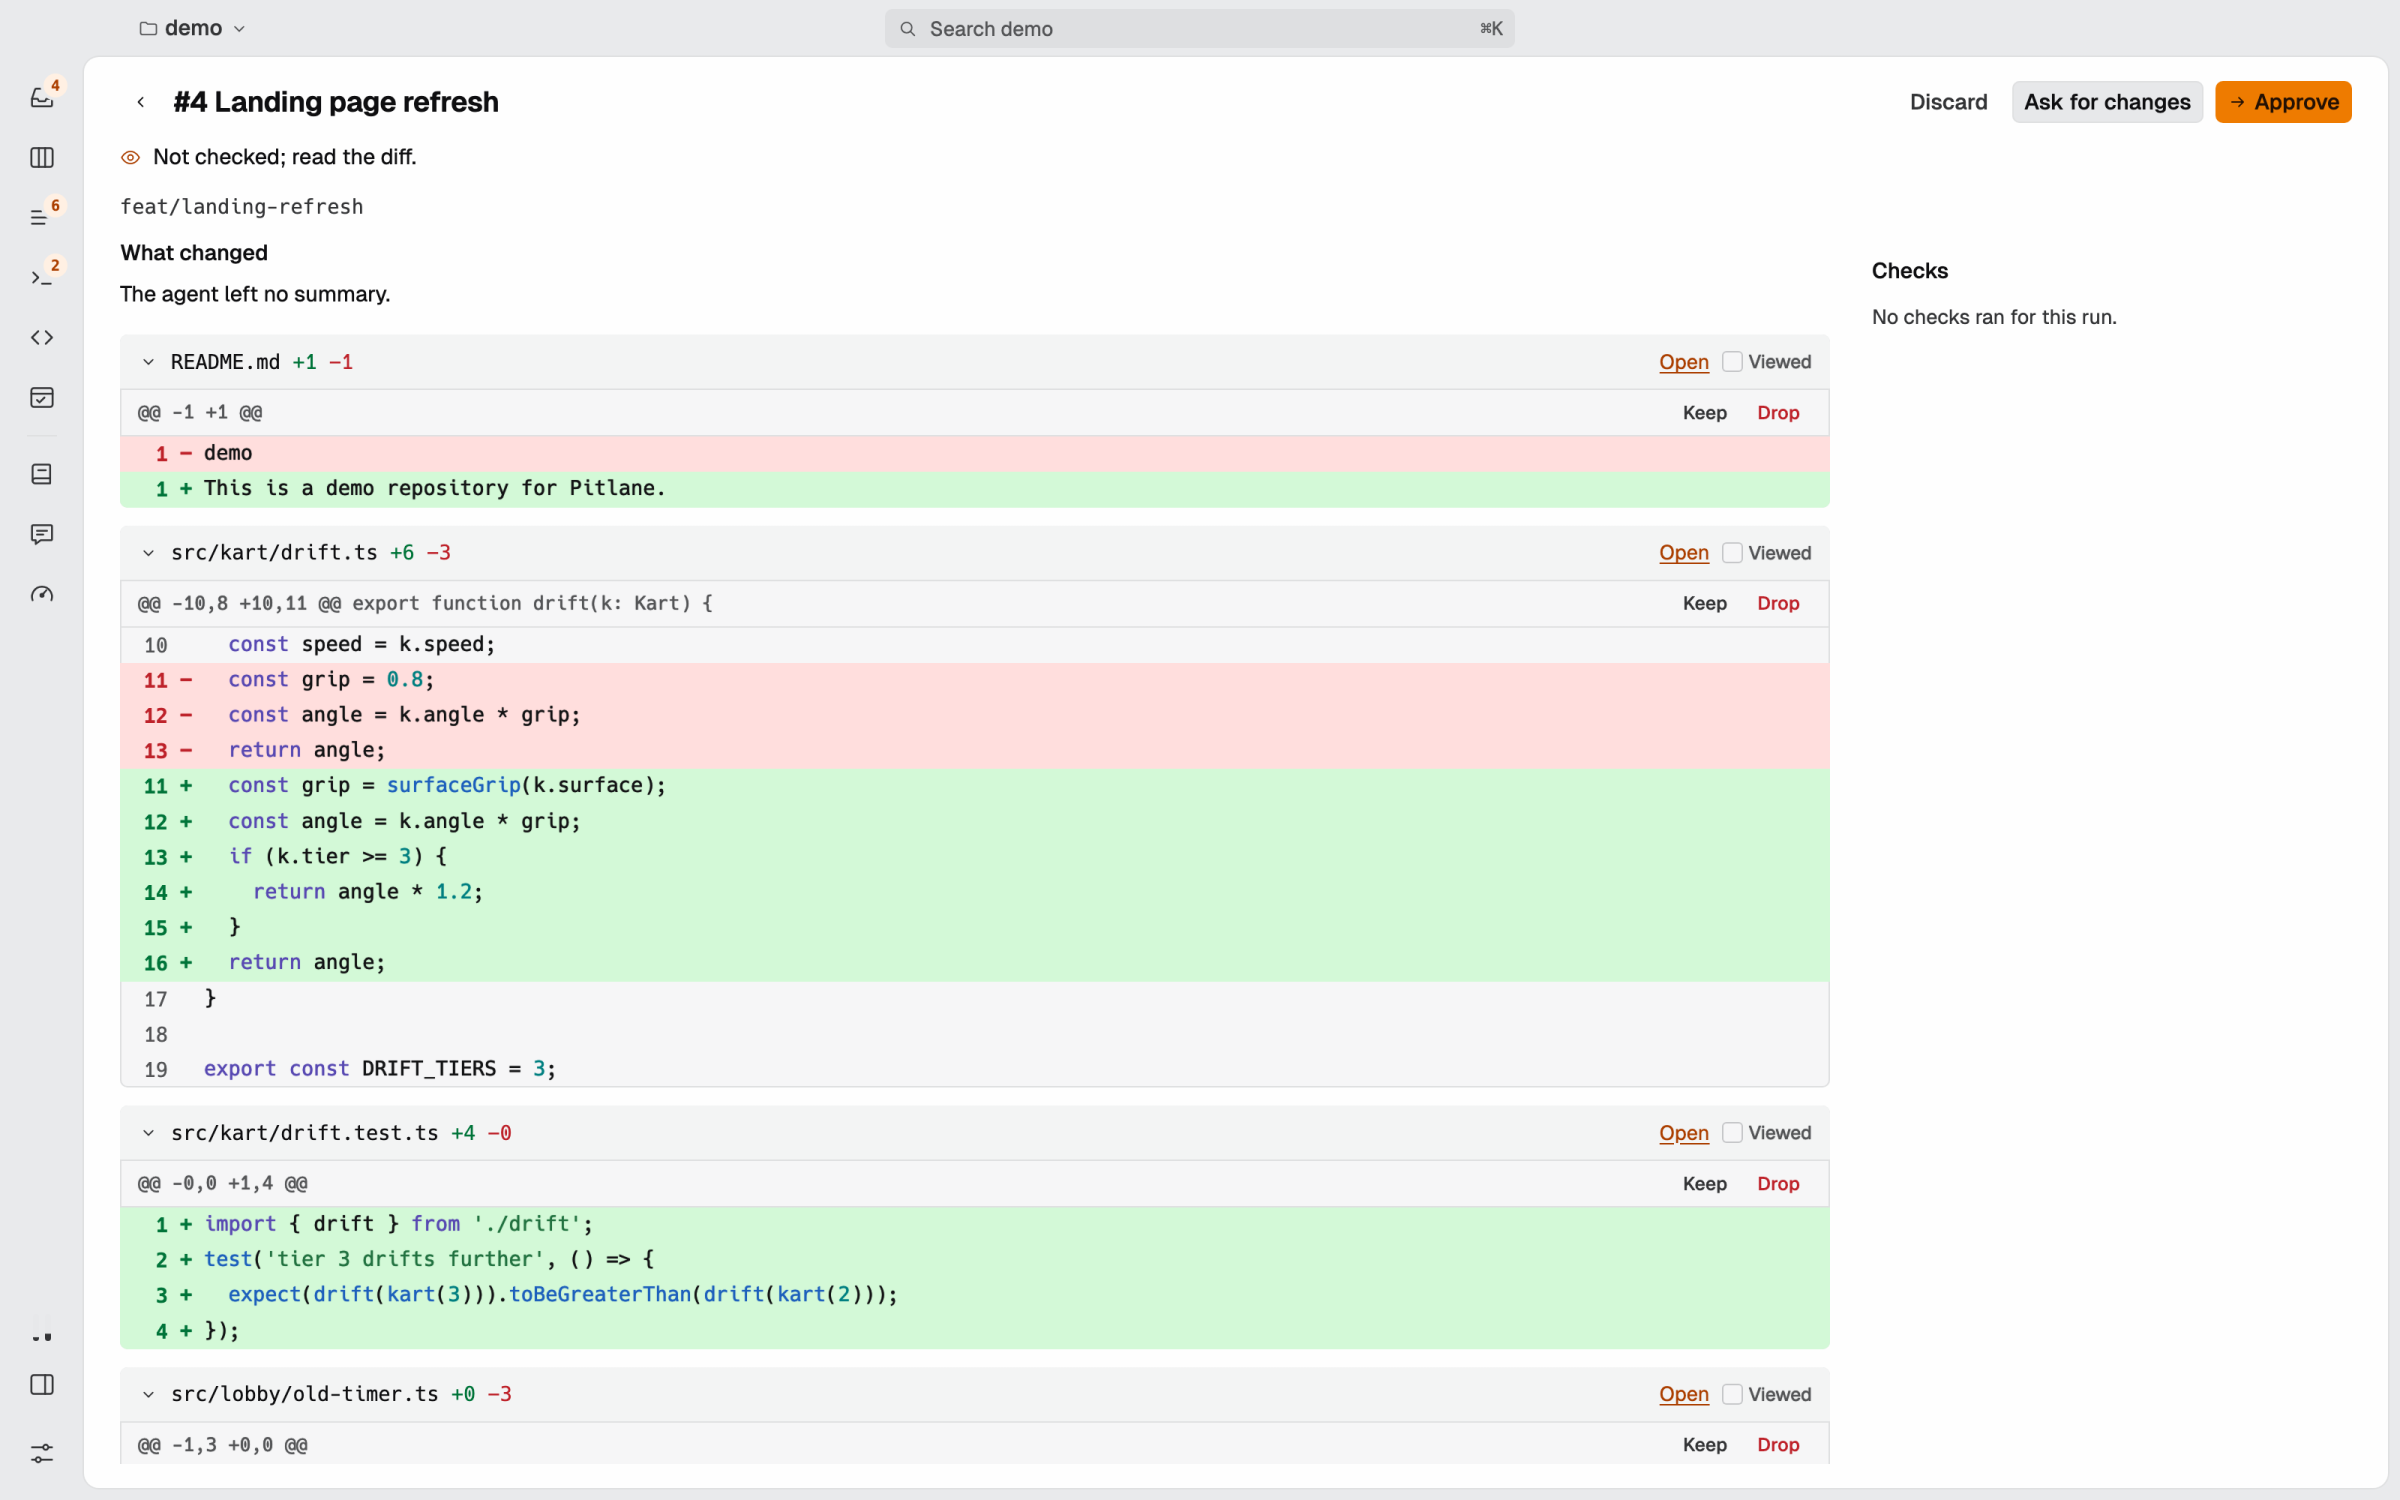 demo
Search demo ⌘K
4
6
2
#4 Landing page refresh
Discard Ask for changes → Approve
Not checked; read the diff.
feat/landing-refresh
What changed
The agent left no summary.
Checks
No checks ran for this run.
README.md +1 −1 Open Viewed
@@ -1 +1 @@ Keep Drop
1 − demo
1 + This is a demo repository for Pitlane.
src/kart/drift.ts +6 −3 Open Viewed
@@ -10,8 +10,11 @@ export function drift(k: Kart) { Keep Drop
10 const speed = k.speed;
11 − const grip = 0.8;
12 − const angle = k.angle * grip;
13 − return angle;
11 + const grip = surfaceGrip(k.surface);
12 + const angle = k.angle * grip;
13 + if (k.tier >= 3) {
14 + return angle * 1.2;
15 + }
16 + return angle;
17 }
18
19 export const DRIFT_TIERS = 3;
src/kart/drift.test.ts +4 −0 Open Viewed
@@ -0,0 +1,4 @@ Keep Drop
1 + import { drift } from './drift';
2 + test('tier 3 drifts further', () => {
3 + expect(drift(kart(3))).toBeGreaterThan(drift(kart(2)));
4 + });
src/lobby/old-timer.ts +0 −3 Open Viewed
@@ -1,3 +0,0 @@ Keep Drop